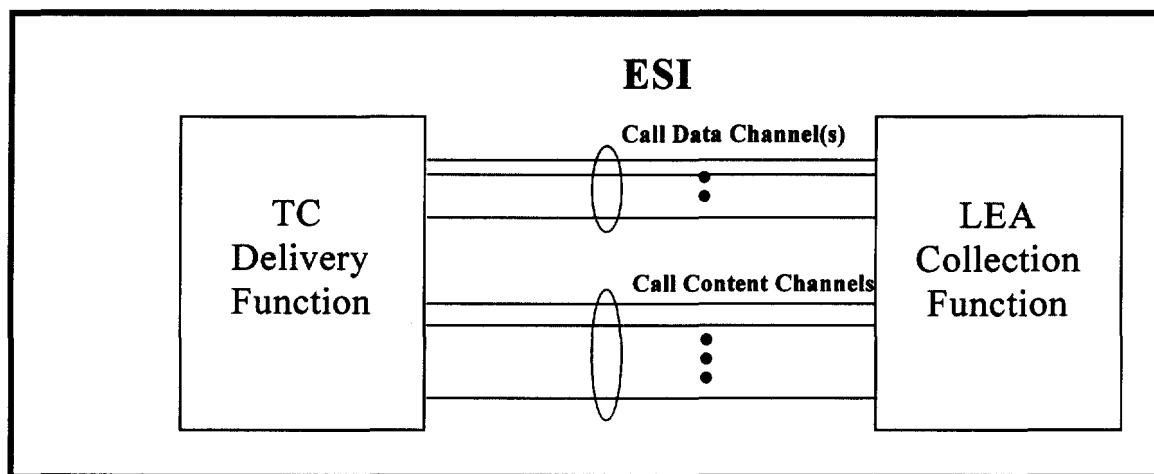 ESI
Call Data Channel(s)
TC
Delivery
Function
LEA
Collection
Function
Call Content Channels